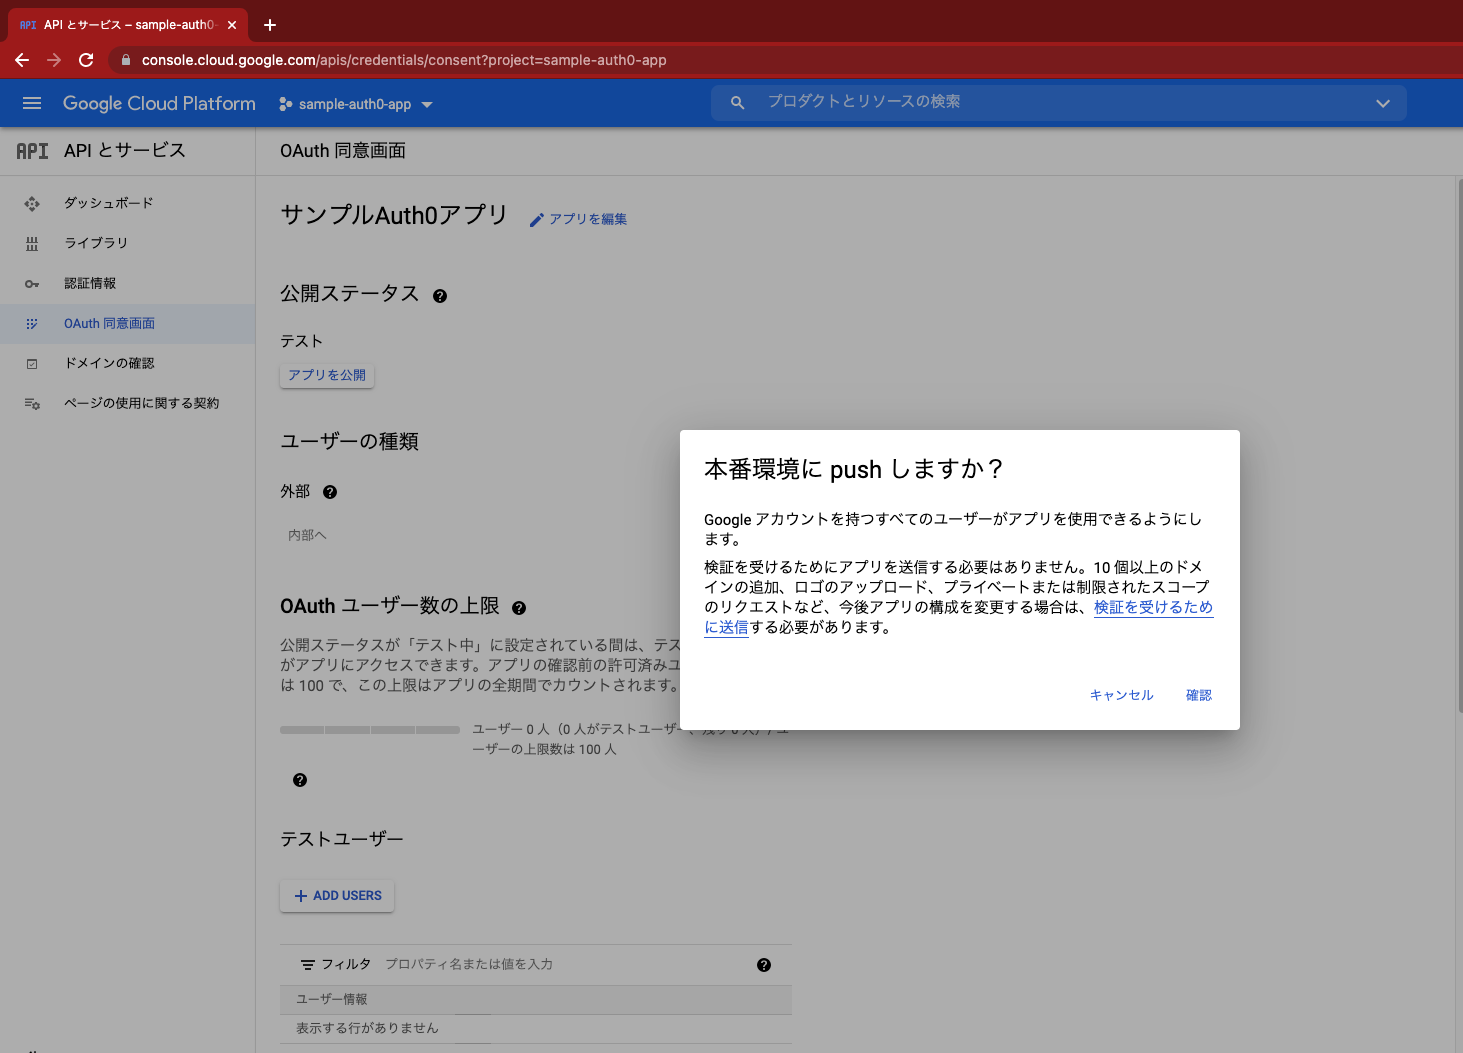 API API とサービス – sample-auth0-
console.cloud.google.com/apis/credentials/consent?project=sample-auth0-app
Google Cloud Platform
sample-auth0-app
プロダクトとリソースの検索
API API とサービス
OAuth 同意画面
ダッシュボード
ライブラリ
認証情報
OAuth 同意画面
ドメインの確認
ページの使用に関する契約
サンプルAuth0アプリ
アプリを編集
公開ステータス
テスト
アプリを公開
ユーザーの種類
外部
内部へ
OAuth ユーザー数の上限
公開ステータスが「テスト中」に設定されている間は、テス
がアプリにアクセスできます。アプリの確認前の許可済みユ
は 100 で、この上限はアプリの全期間でカウントされます。
ユーザー 0 人（0 人がテストユーザー、残り 0 人）/ ユ
ーザーの上限数は 100 人
テストユーザー
ADD USERS
フィルタ
プロパティ名または値を入力
ユーザー情報
表示する行がありません
本番環境に push しますか？
Google アカウントを持つすべてのユーザーがアプリを使用できるようにし
ます。
検証を受けるためにアプリを送信する必要はありません。10 個以上のドメ
インの追加、ロゴのアップロード、プライベートまたは制限されたスコープ
のリクエストなど、今後アプリの構成を変更する場合は、検証を受けるため
に送信する必要があります。
キャンセル
確認